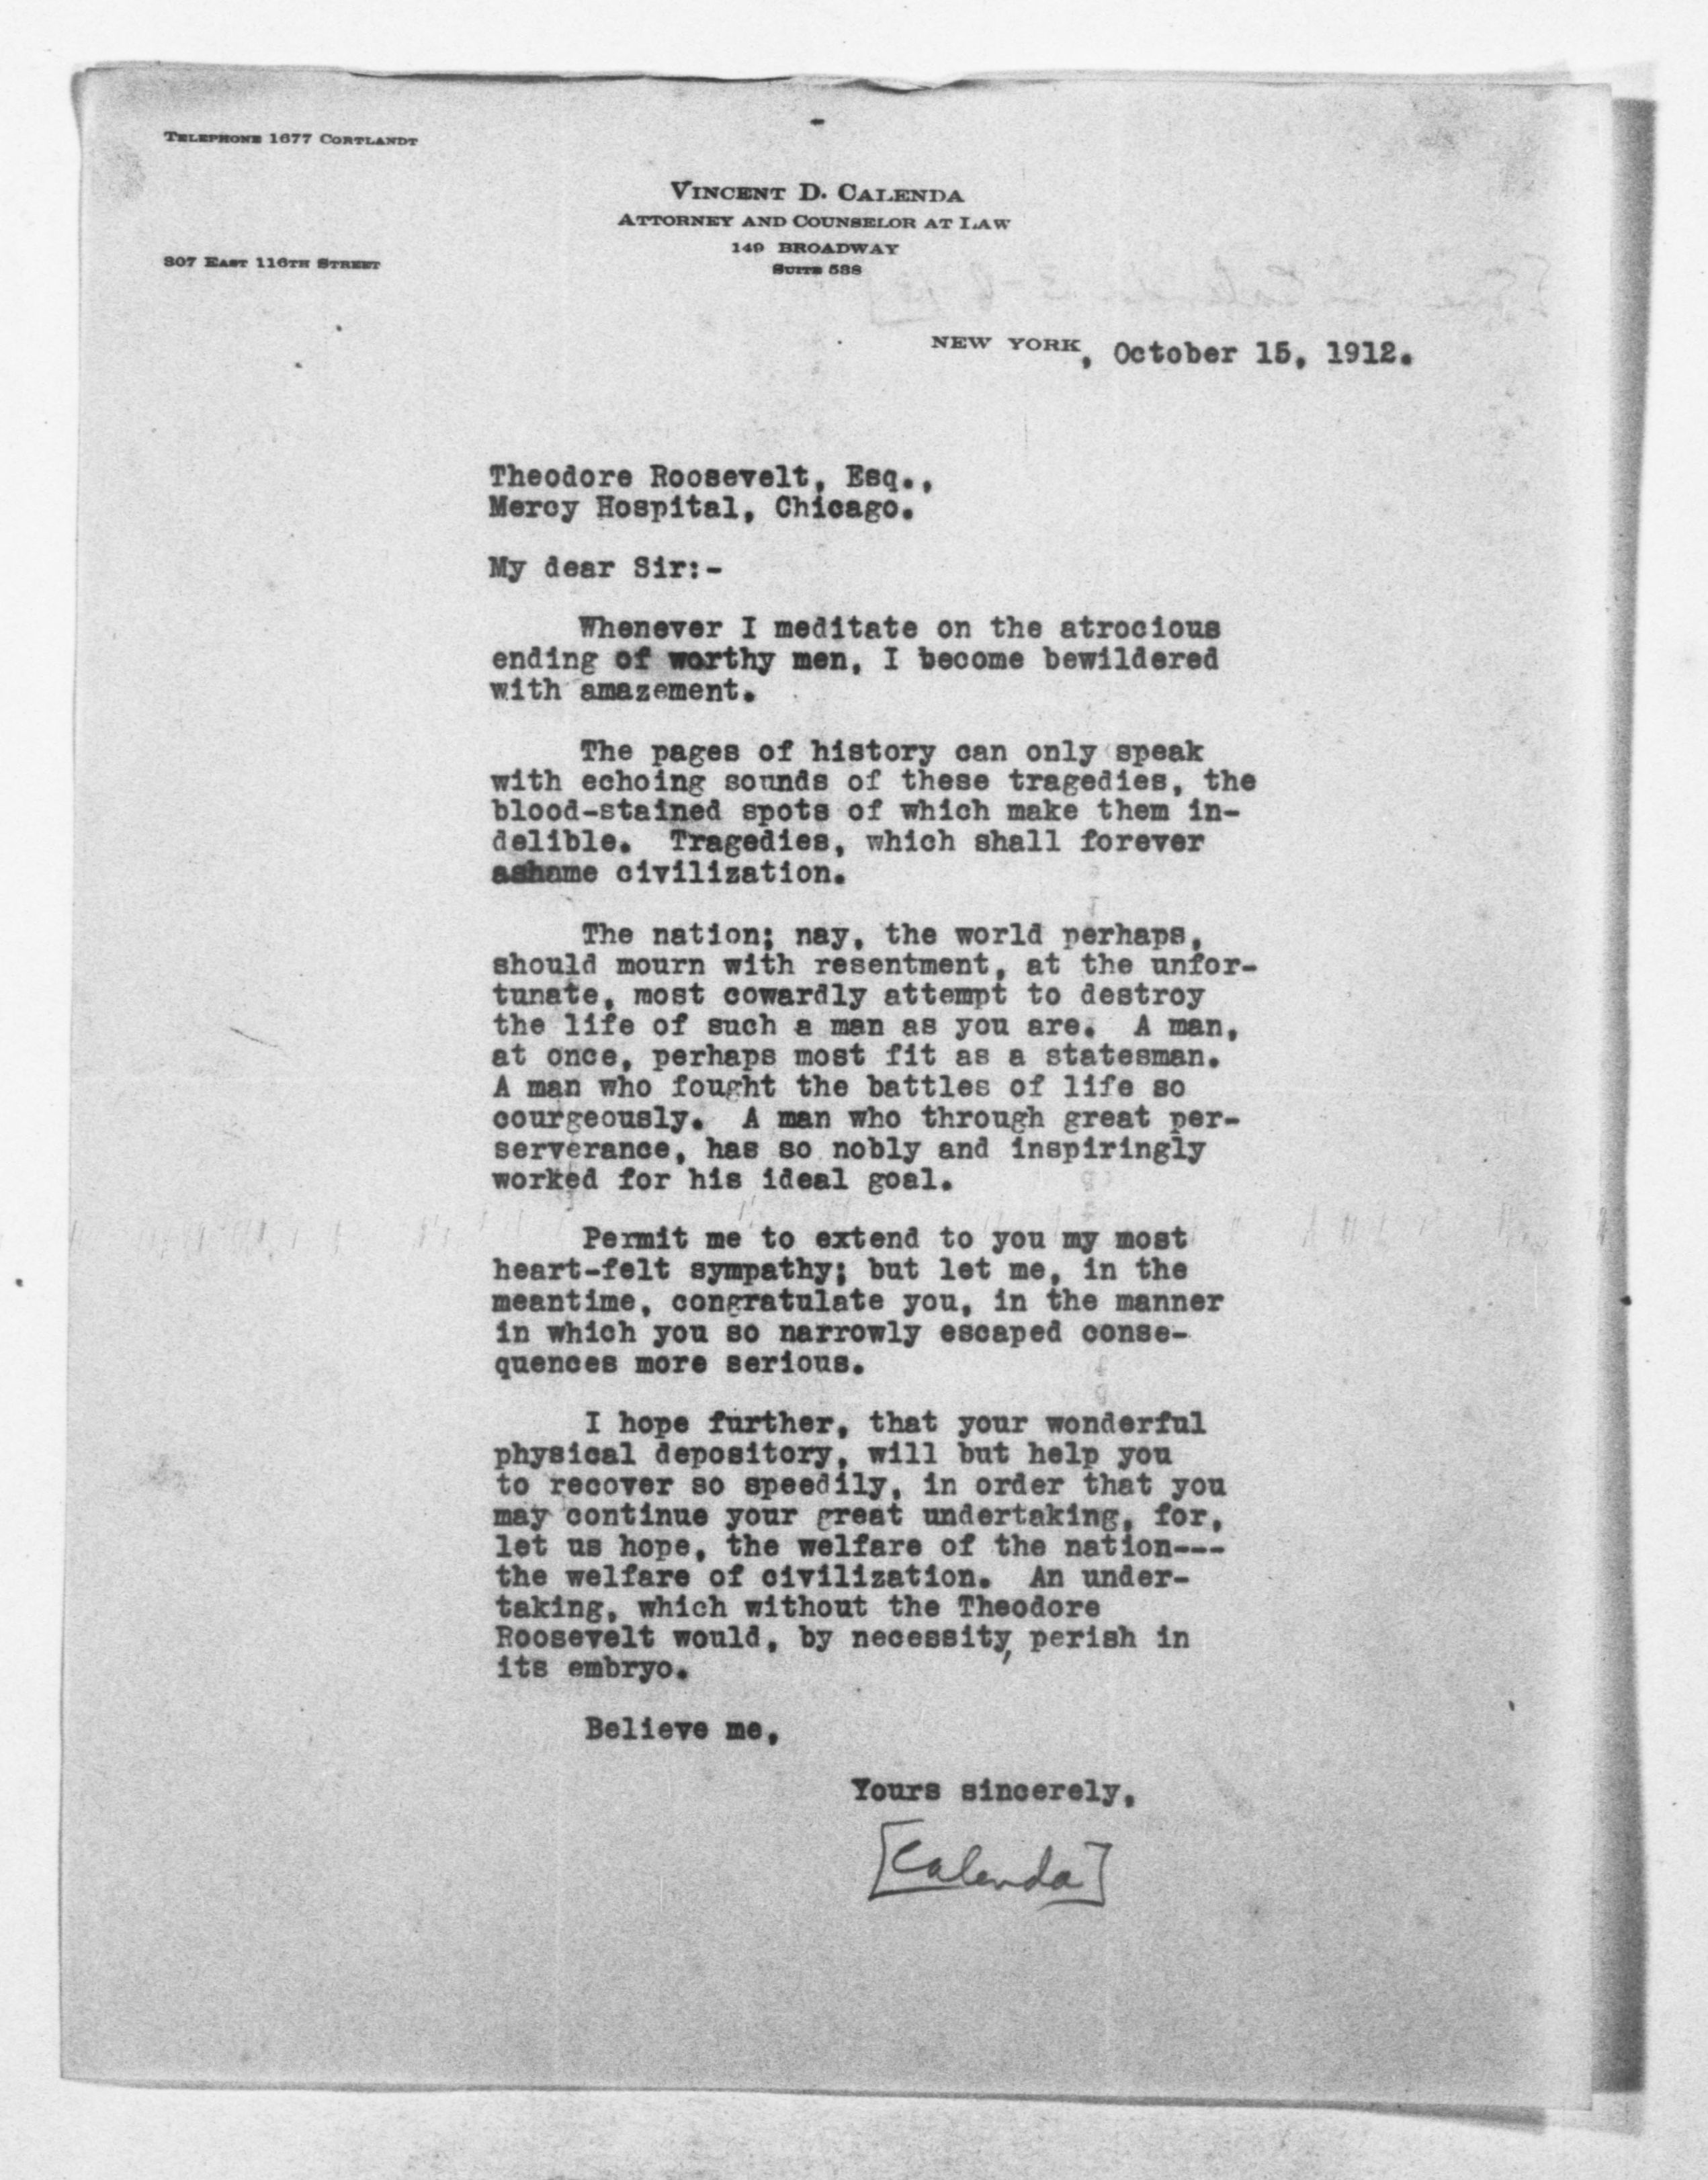 TELEPHONE 1677 CORTLANDT
VINCENT D. CALENDA
ATTORNEY AND COUNSELOR AT LAW
149 BROADWAY
SUITE 538
307 EAST 116TH STREET
NEW YORK, October 15, 1912.
Theodore Roosevelt, Esq.,
Mercy Hospital, Chicago.
My dear Sir:-
Whenever I meditate on the atrocious
ending of worthy men, I become bewildered
with amazement.
The pages of history can only speak
with echoing sounds of these tragedies, the
blood-stained spots of which make them in-
delible. Tragedies, which shall forever
ashame civilization.
The nation; nay, the world perhaps,
should mourn with resentment, at the unfor-
tunate, most cowardly attempt to destroy
the life of such a man as you are. A man,
at once, perhaps most fit as a statesman.
A man who fought the battles of life so
courgeously. A man who through great per-
serverance, has so nobly and inspiringly
worked for his ideal goal.
Permit me to extend to you my most
heart-felt sympathy; but let me, in the
meantime, congratulate you, in the manner
in which you so narrowly escaped conse-
quences more serious.
I hope further, that your wonderful
physical depository, will but help you
to recover so speedily, in order that you
may continue your great undertaking, for,
let us hope, the welfare of the nation---
the welfare of civilization. An under-
taking, which without the Theodore
Roosevelt would, by necessity, perish in
its embryo.
Believe me,
Yours sincerely,
[Calenda]